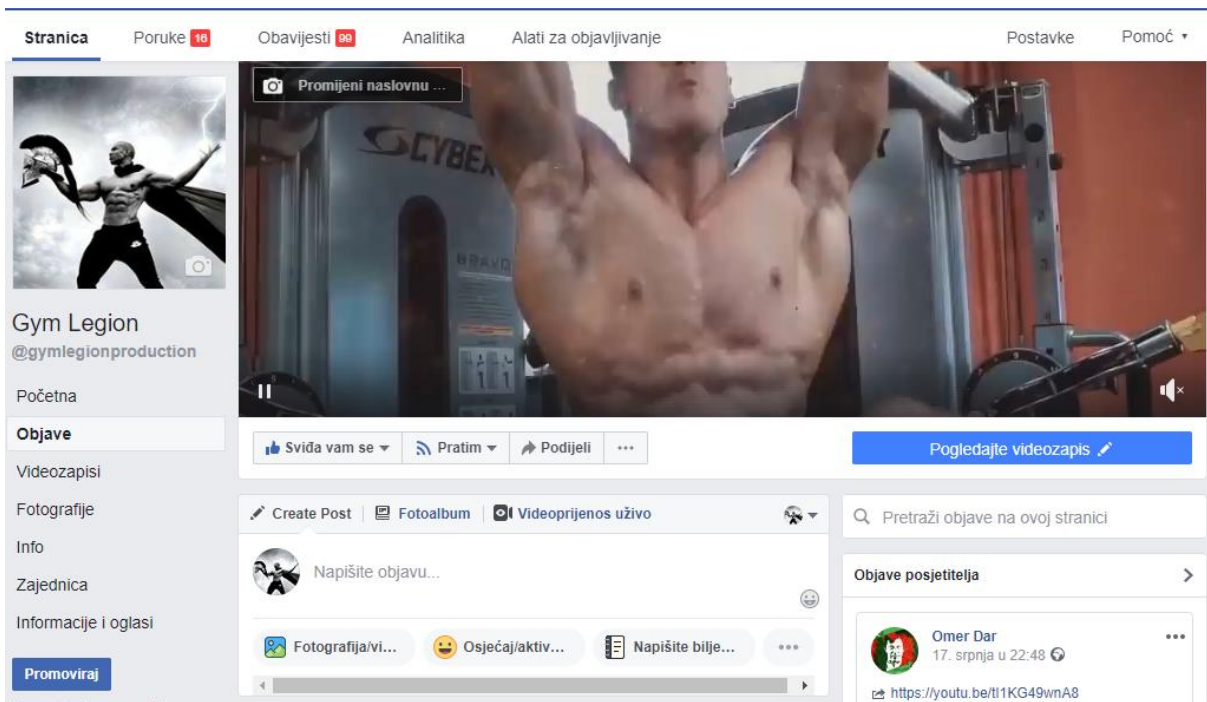 Stranica
Poruke 16
Obavijesti 99
Analitika
Alati za objavljivanje
Postavke
Pomoć
Promijeni naslovnu ...
CYBEX
BRAVO
Gym Legion
@gymlegionproduction
Početna
Objave
Videozapisi
Fotografije
Info
Zajednica
Informacije i oglasi
Promoviraj
Sviđa vam se
Pratim
Podijeli
Pogledajte videozapis
Create Post
Fotoalbum
Videoprijenos uživo
Napišite objavu...
Fotografija/vi...
Osjećaj/aktiv...
Napišite bilje...
Pretraži objave na ovoj stranici
Objave posjetitelja
Omer Dar
17. srpnja u 22:48
https://youtu.be/tl1KG49wnA8